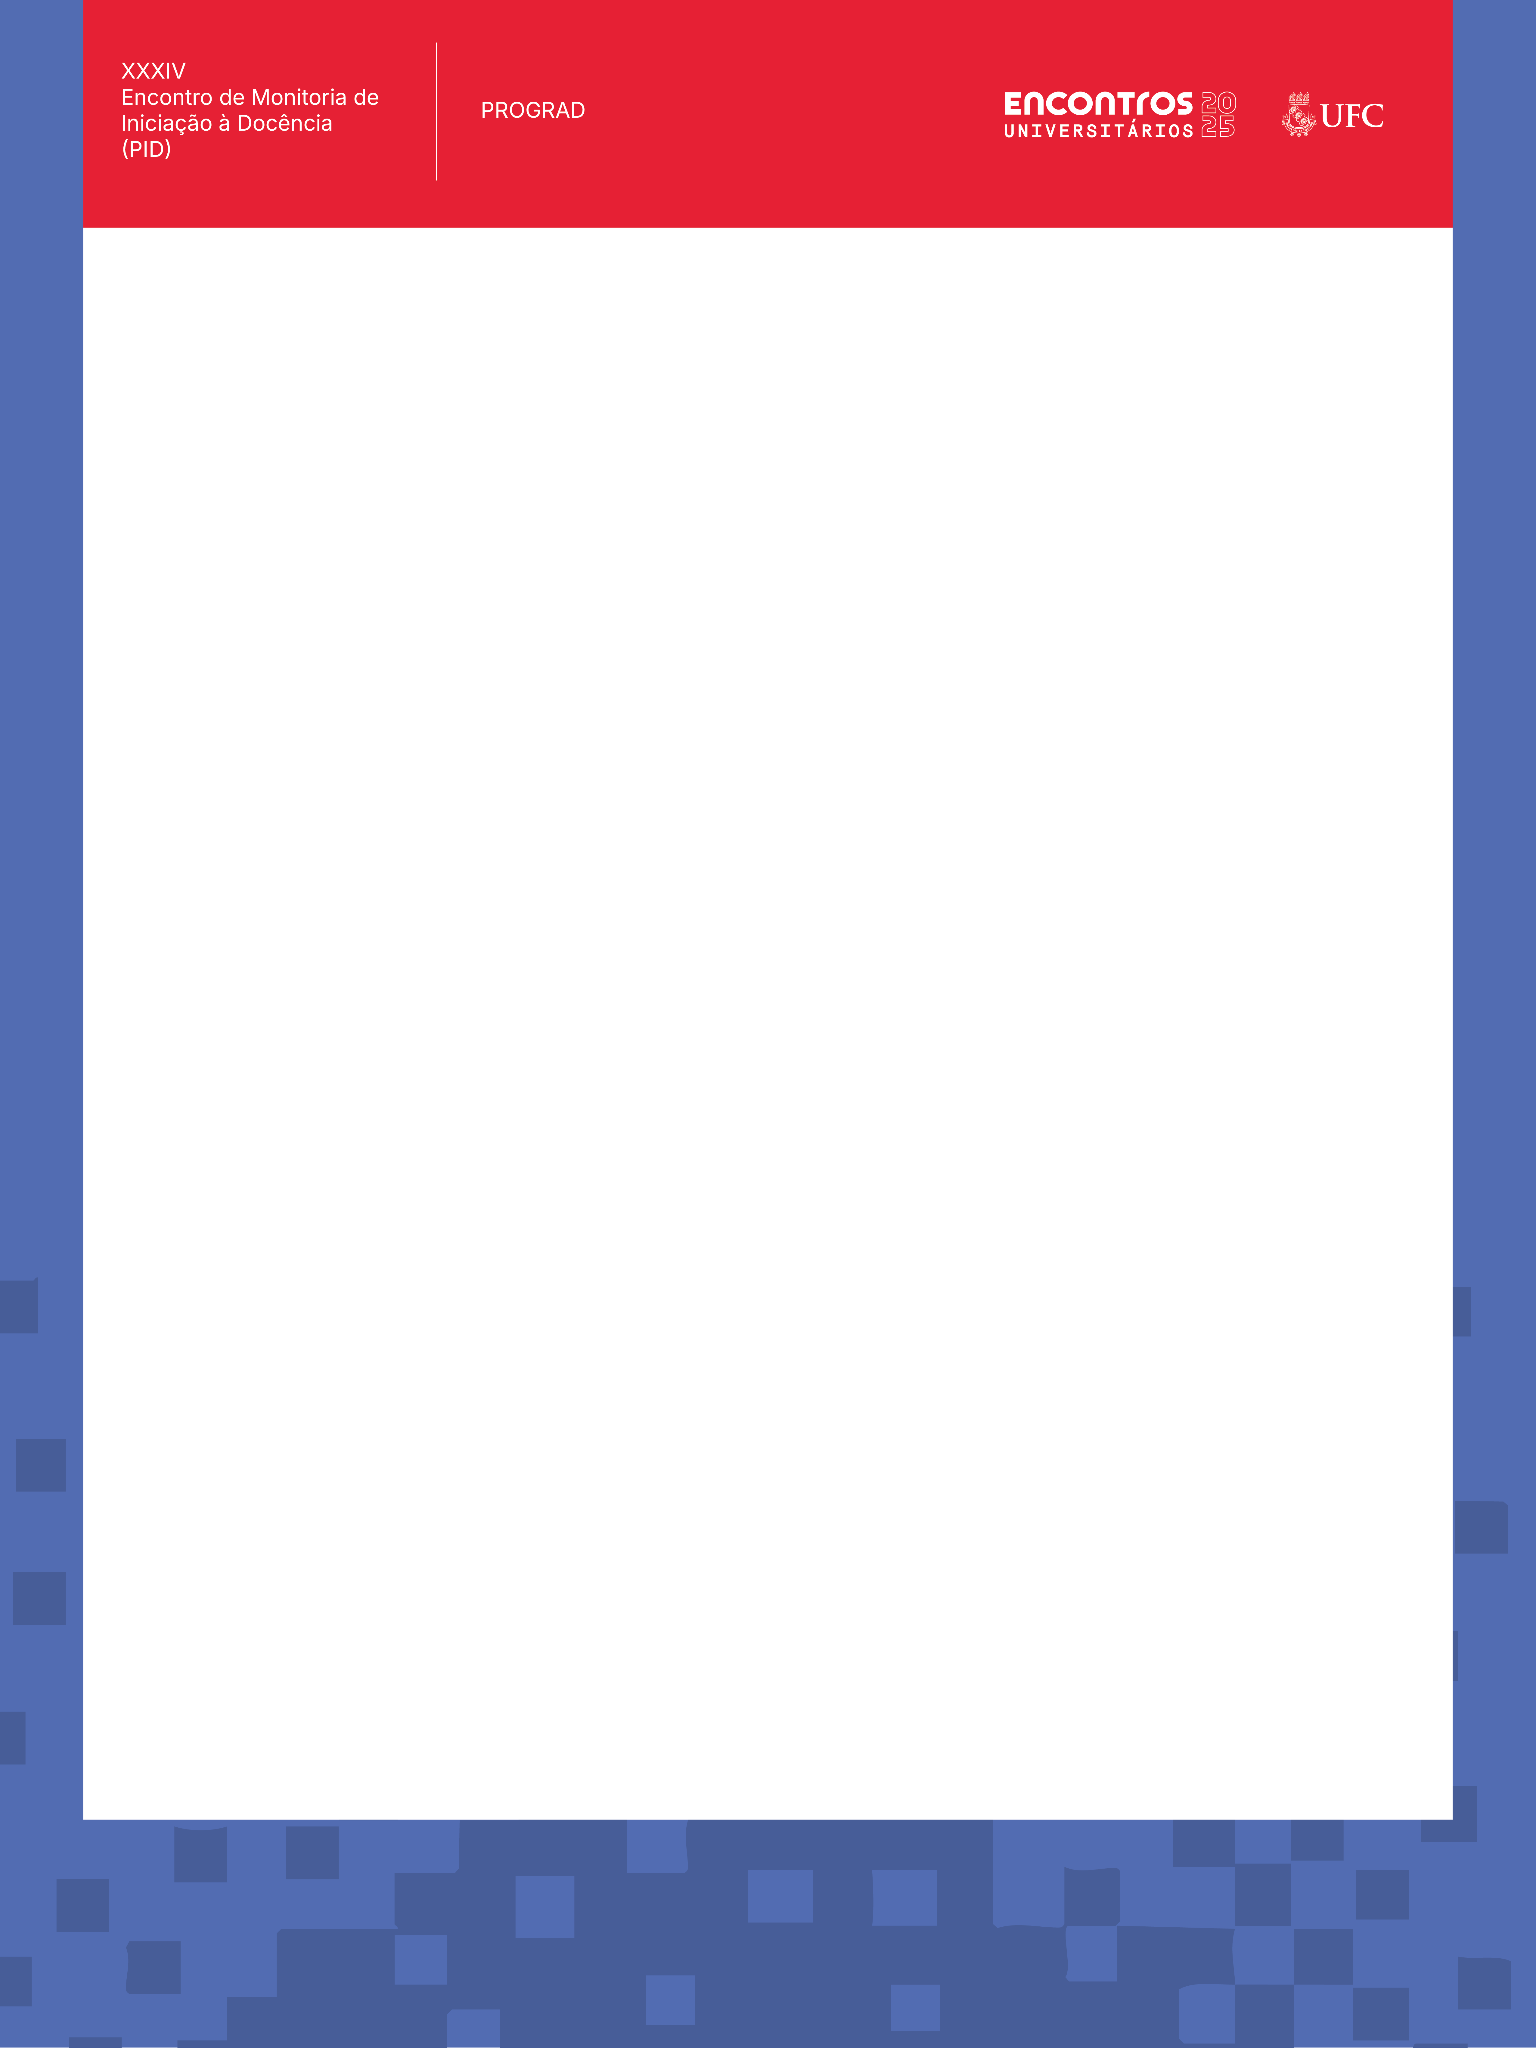 XXXIV
Encontro de Monitoria de
Iniciação à Docência
(PID)
PROGRAD
ENCONTROS
UNIVERSITÁRIOS
20
25
UFC